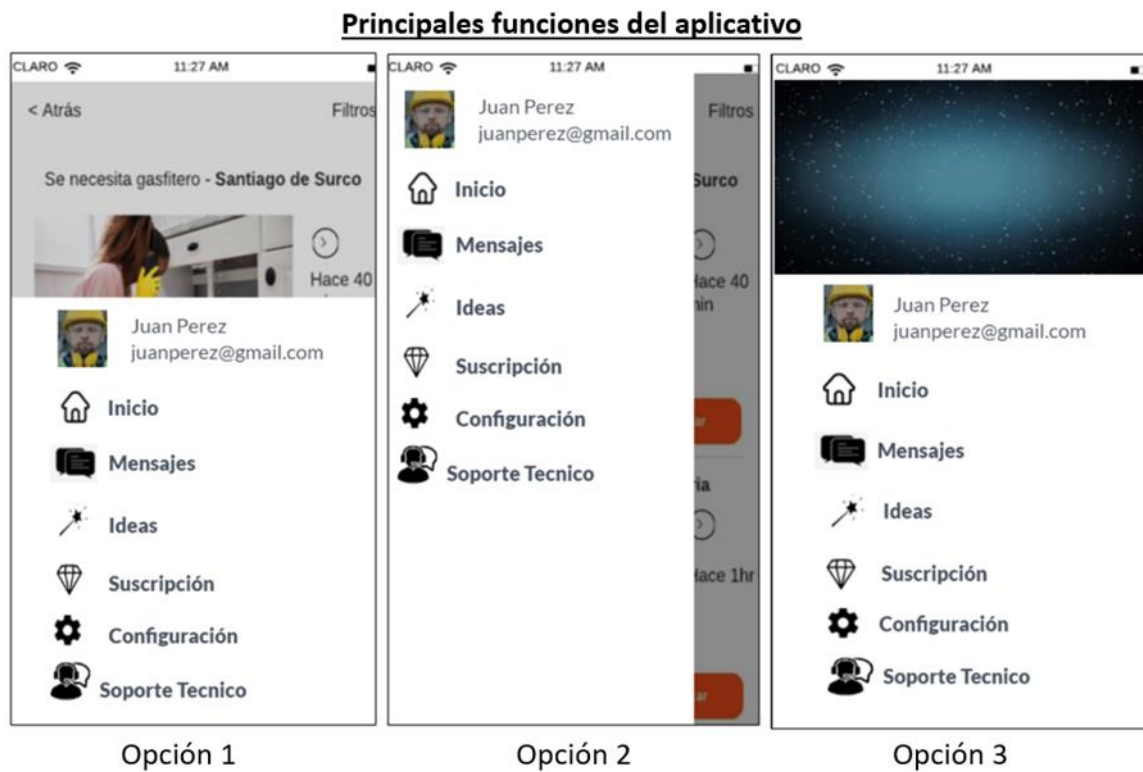 Principales funciones del aplicativo
CLARO 11:27 AM
< Atrás Filtros
Se necesita gasfitero - Santiago de Surco
Hace 40
Juan Perez
juanperez@gmail.com
Inicio
Mensajes
Ideas
Suscripción
Configuración
Soporte Tecnico
Opción 1
CLARO 11:27 AM
Juan Perez
juanperez@gmail.com
Filtros
Inicio
Surco
Mensajes
Hace 40
min
Ideas
Suscripción
Configuración
ar
Soporte Tecnico
ria
Hace 1hr
ar
Opción 2
CLARO 11:27 AM
Juan Perez
juanperez@gmail.com
Inicio
Mensajes
Ideas
Suscripción
Configuración
Soporte Tecnico
Opción 3